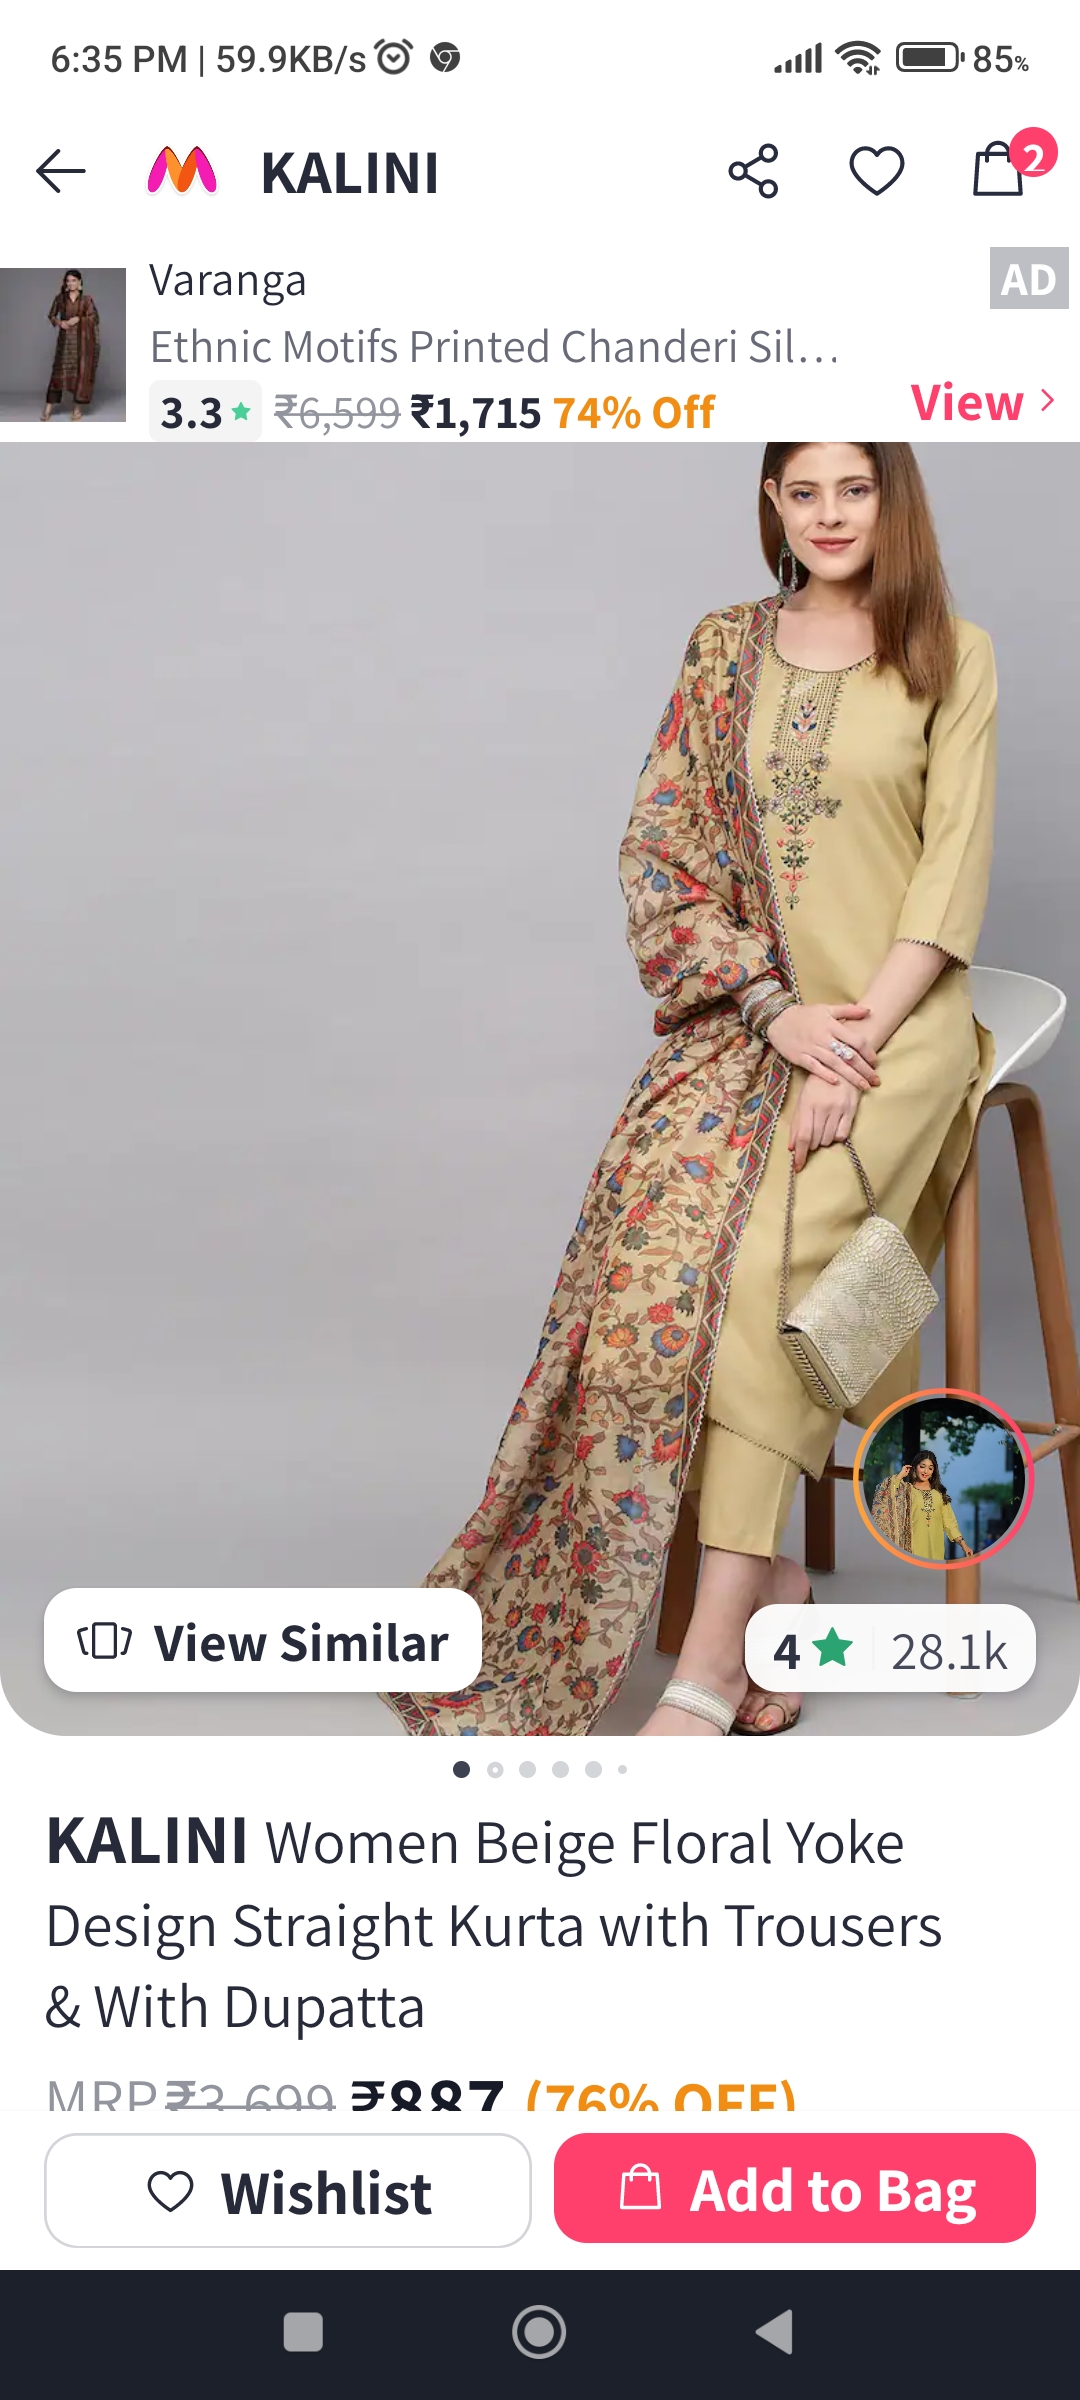 6:35 PM | 59.9KB/s
85%
KALINI
2
Varanga
AD
Ethnic Motifs Printed Chanderi Sil...
3.3 ₹6,599 ₹1,715 74% Off
View
View Similar
4 28.1k
KALINI Women Beige Floral Yoke
Design Straight Kurta with Trousers
& With Dupatta
MRP ₹3,699 ₹887 (76% OFF)
Wishlist
Add to Bag